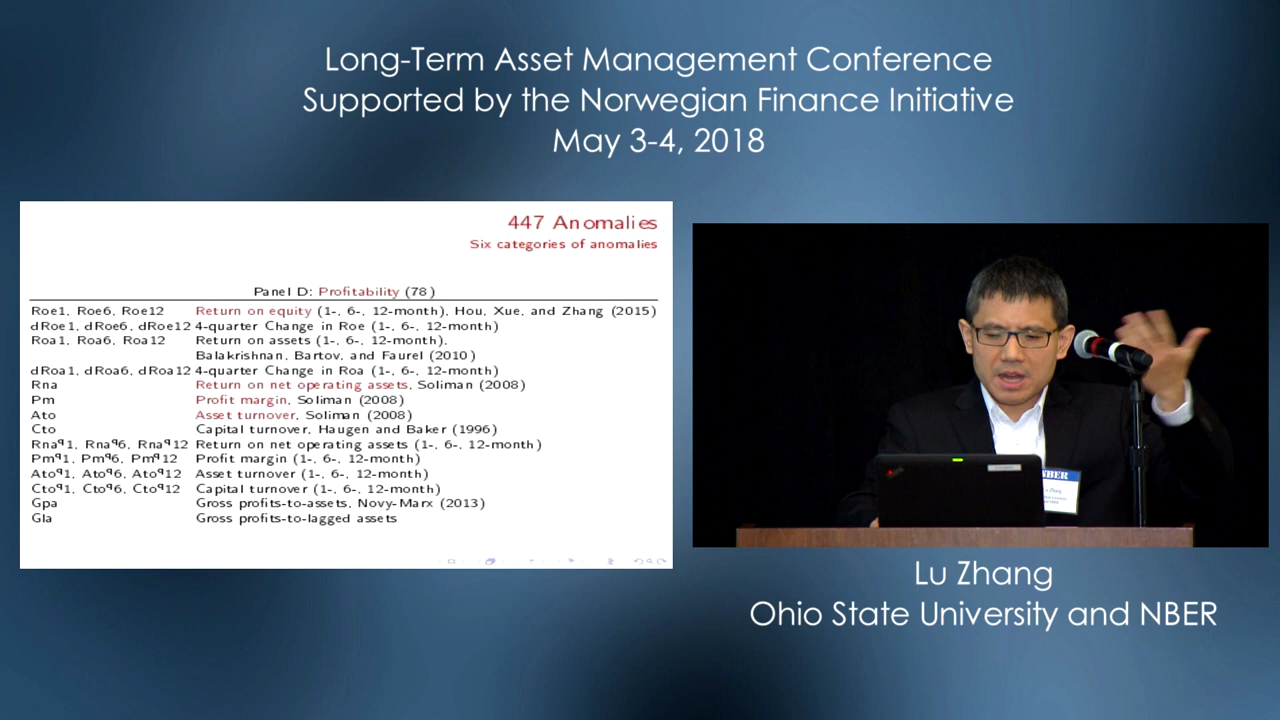 Long-Term Asset Management Conference
Supported by the Norwegian Finance Initiative
May 3-4, 2018
447 Anomalies
Six categories of anomalies
Panel D: Profitability (78)
Roe1, Roe6, Roe12 Return on equity (1-, 6-, 12-month), Hou, Xue, and Zhang (2015)
dRoe1, dRoe6, dRoe12 4-quarter Change in Roe (1-, 6-, 12-month)
Roa1, Roa6, Roa12 Return on assets (1-, 6-, 12-month),
Balakrishnan, Bartov, and Faurel (2010)
dRoa1, dRoa6, dRoa12 4-quarter Change in Roa (1-, 6-, 12-month)
Rna Return on net operating assets, Soliman (2008)
Pm Profit margin, Soliman (2008)
Ato Asset turnover, Soliman (2008)
Cto Capital turnover, Haugen and Baker (1996)
Rnaq1, Rnaq6, Rnaq12 Return on net operating assets (1-, 6-, 12-month)
Pmq1, Pmq6, Pmq12 Profit margin (1-, 6-, 12-month)
Atoq1, Atoq6, Atoq12 Asset turnover (1-, 6-, 12-month)
Ctoq1, Ctoq6, Ctoq12 Capital turnover (1-, 6-, 12-month)
Gpa Gross profits-to-assets, Novy-Marx (2013)
Gla Gross profits-to-lagged assets
NBER
Zhang
Lu Zhang
Ohio State University and NBER